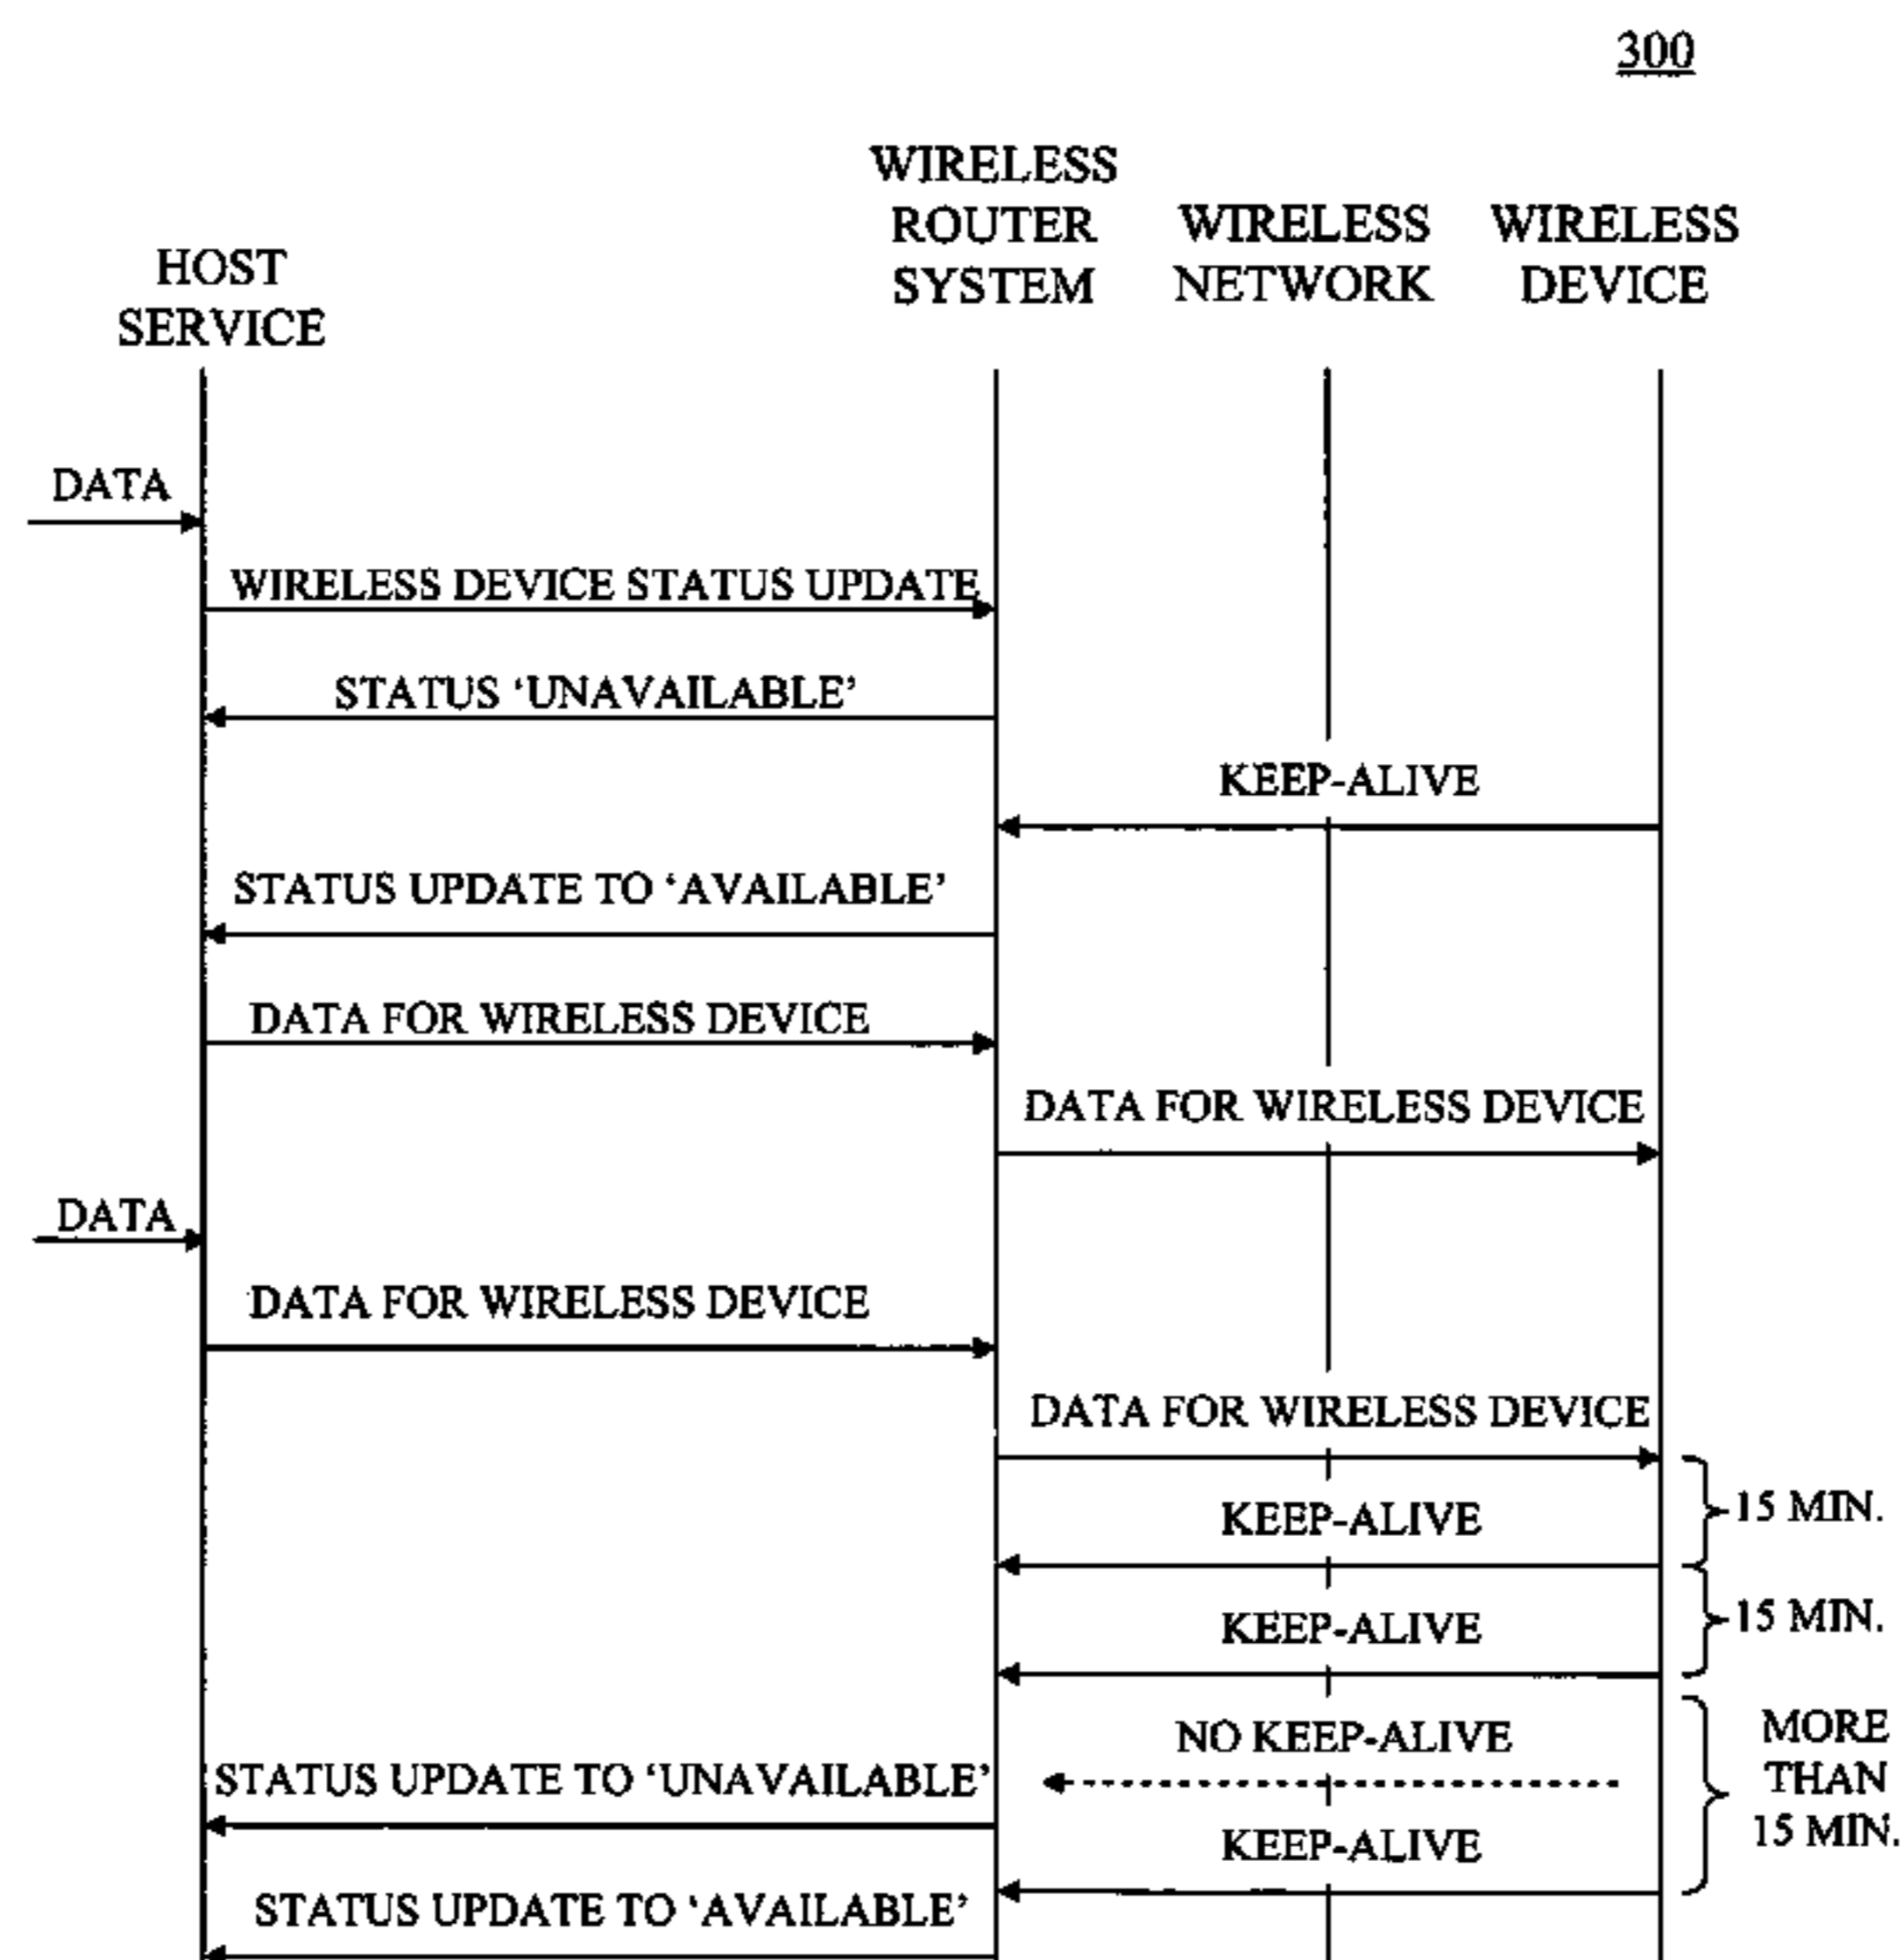 300
HOST
SERVICE
WIRELESS
ROUTER
SYSTEM
WIRELESS
NETWORK
WIRELESS
DEVICE
DATA
WIRELESS DEVICE STATUS UPDATE
STATUS ‘UNAVAILABLE’
KEEP-ALIVE
STATUS UPDATE TO ‘AVAILABLE’
DATA FOR WIRELESS DEVICE
DATA FOR WIRELESS DEVICE
DATA
DATA FOR WIRELESS DEVICE
DATA FOR WIRELESS DEVICE
15 MIN.
KEEP-ALIVE
15 MIN.
KEEP-ALIVE
NO KEEP-ALIVE
MORE
THAN
15 MIN.
STATUS UPDATE TO ‘UNAVAILABLE’
KEEP-ALIVE
STATUS UPDATE TO ‘AVAILABLE’